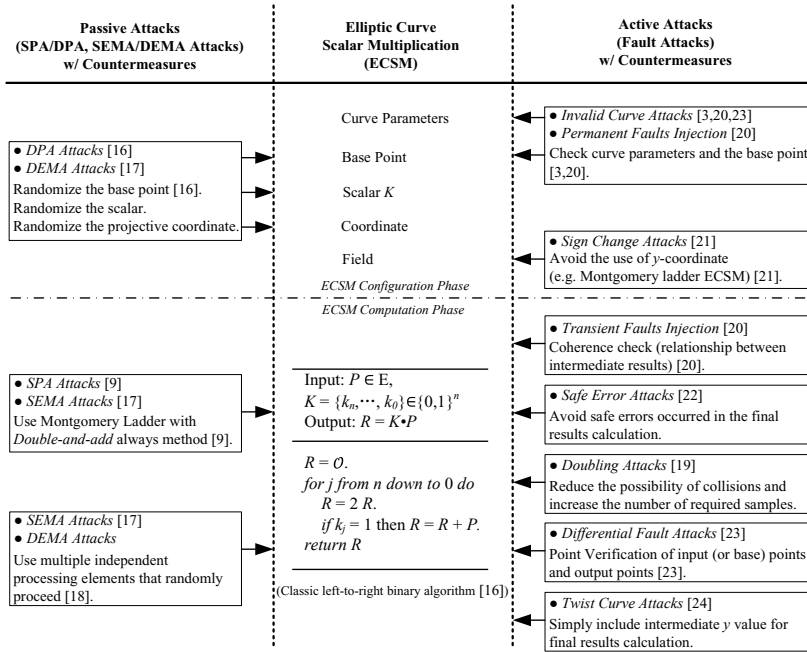 Passive Attacks
(SPA/DPA, SEMA/DEMA Attacks)
w/ Countermeasures
Elliptic Curve
Scalar Multiplication
(ECSM)
Active Attacks
(Fault Attacks)
w/ Countermeasures
● DPA Attacks [16]
● DEMA Attacks [17]
Randomize the base point [16].
Randomize the scalar.
Randomize the projective coordinate.
Curve Parameters
Base Point
Scalar K
Coordinate
Field
ECSM Configuration Phase
● Invalid Curve Attacks [3,20,23]
● Permanent Faults Injection [20]
Check curve parameters and the base point
[3,20].
● Sign Change Attacks [21]
Avoid the use of y-coordinate
(e.g. Montgomery ladder ECSM) [21].
ECSM Computation Phase
● SPA Attacks [9]
● SEMA Attacks [17]
Use Montgomery Ladder with
Double-and-add always method [9].
● SEMA Attacks [17]
● DEMA Attacks
Use multiple independent
processing elements that randomly
proceed [18].
Input: P ∈ E,
K = {kₙ,⋯, k₀}∈{0,1}ⁿ
Output: R = K•P
R = 𝒪.
for j from n down to 0 do
R = 2 R.
if kⱼ = 1 then R = R + P.
return R
(Classic left-to-right binary algorithm [16])
● Transient Faults Injection [20]
Coherence check (relationship between
intermediate results) [20].
● Safe Error Attacks [22]
Avoid safe errors occurred in the final
results calculation.
● Doubling Attacks [19]
Reduce the possibility of collisions and
increase the number of required samples.
● Differential Fault Attacks [23]
Point Verification of input (or base) points
and output points [23].
● Twist Curve Attacks [24]
Simply include intermediate y value for
final results calculation.